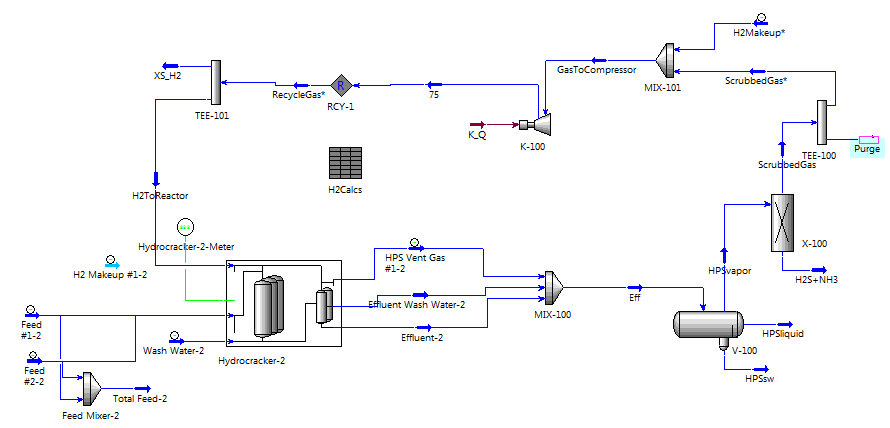 H2Makeup*
XS_H2
GasToCompressor
ScrubbedGas*
MIX-101
RecycleGas*
RCY-1
75
TEE-101
K_Q
K-100
TEE-100
Purge
ScrubbedGas
H2Calcs
H2ToReactor
Hydrocracker-2-Meter
X-100
H2 Makeup #1-2
HPS Vent Gas
#1-2
HPSvapor
H2S+NH3
Effluent Wash Water-2
Eff
MIX-100
Feed
#1-2
Wash Water-2
Effluent-2
HPSliquid
V-100
Hydrocracker-2
Feed
#2-2
HPSsw
Total Feed-2
Feed Mixer-2
R